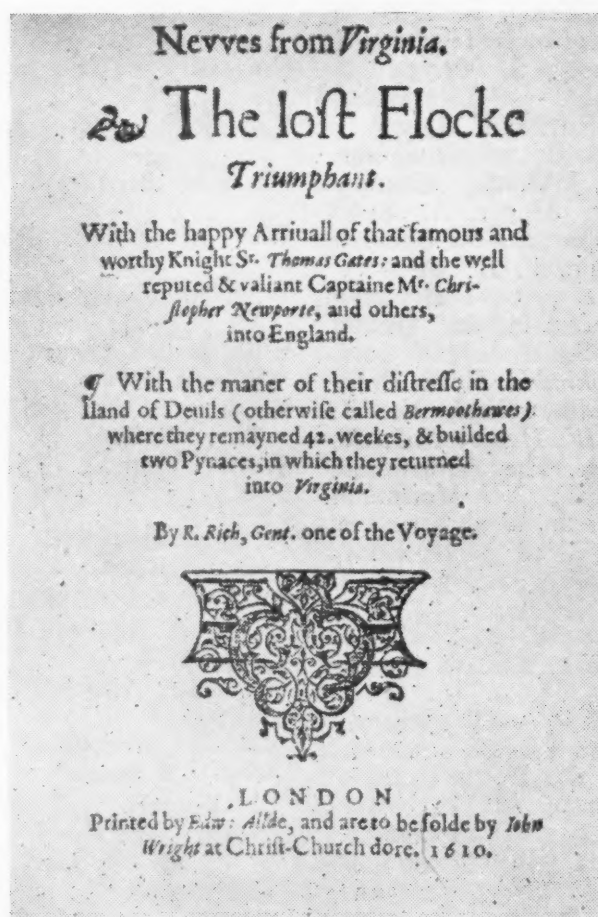 Nevves from Virginia.
The loſt Flocke
Triumphant.
With the happy Arriuall of that famous and
worthy Knight Sr. Thomas Gates: and the well
reputed & valiant Captaine Mr. Chri-
ſtopher Newporte, and others,
into England.
¶ With the maner of their diſtreſſe in the
Iland of Deuils (otherwiſe called Bermoothawes)
where they remayned 42. weekes, & builded
two Pynaces, in which they returned
into Virginia.
By R. Rich, Gent. one of the Voyage.
LONDON
Printed by Edw: Allde, and are to be ſolde by Iohn
Wright at Chriſt-Church dore. 1610.